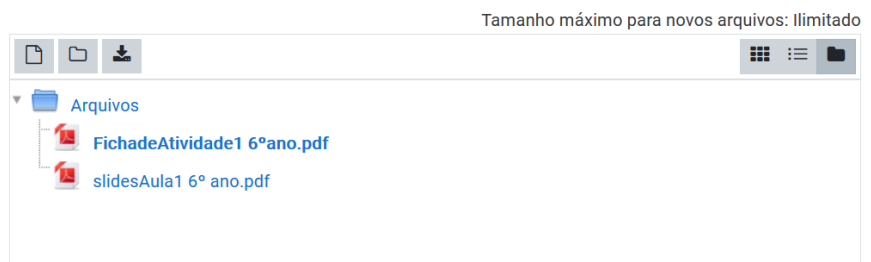 Tamanho máximo para novos arquivos: Ilimitado
Arquivos
FichadeAtividade1 6ºano.pdf
slidesAula1 6º ano.pdf